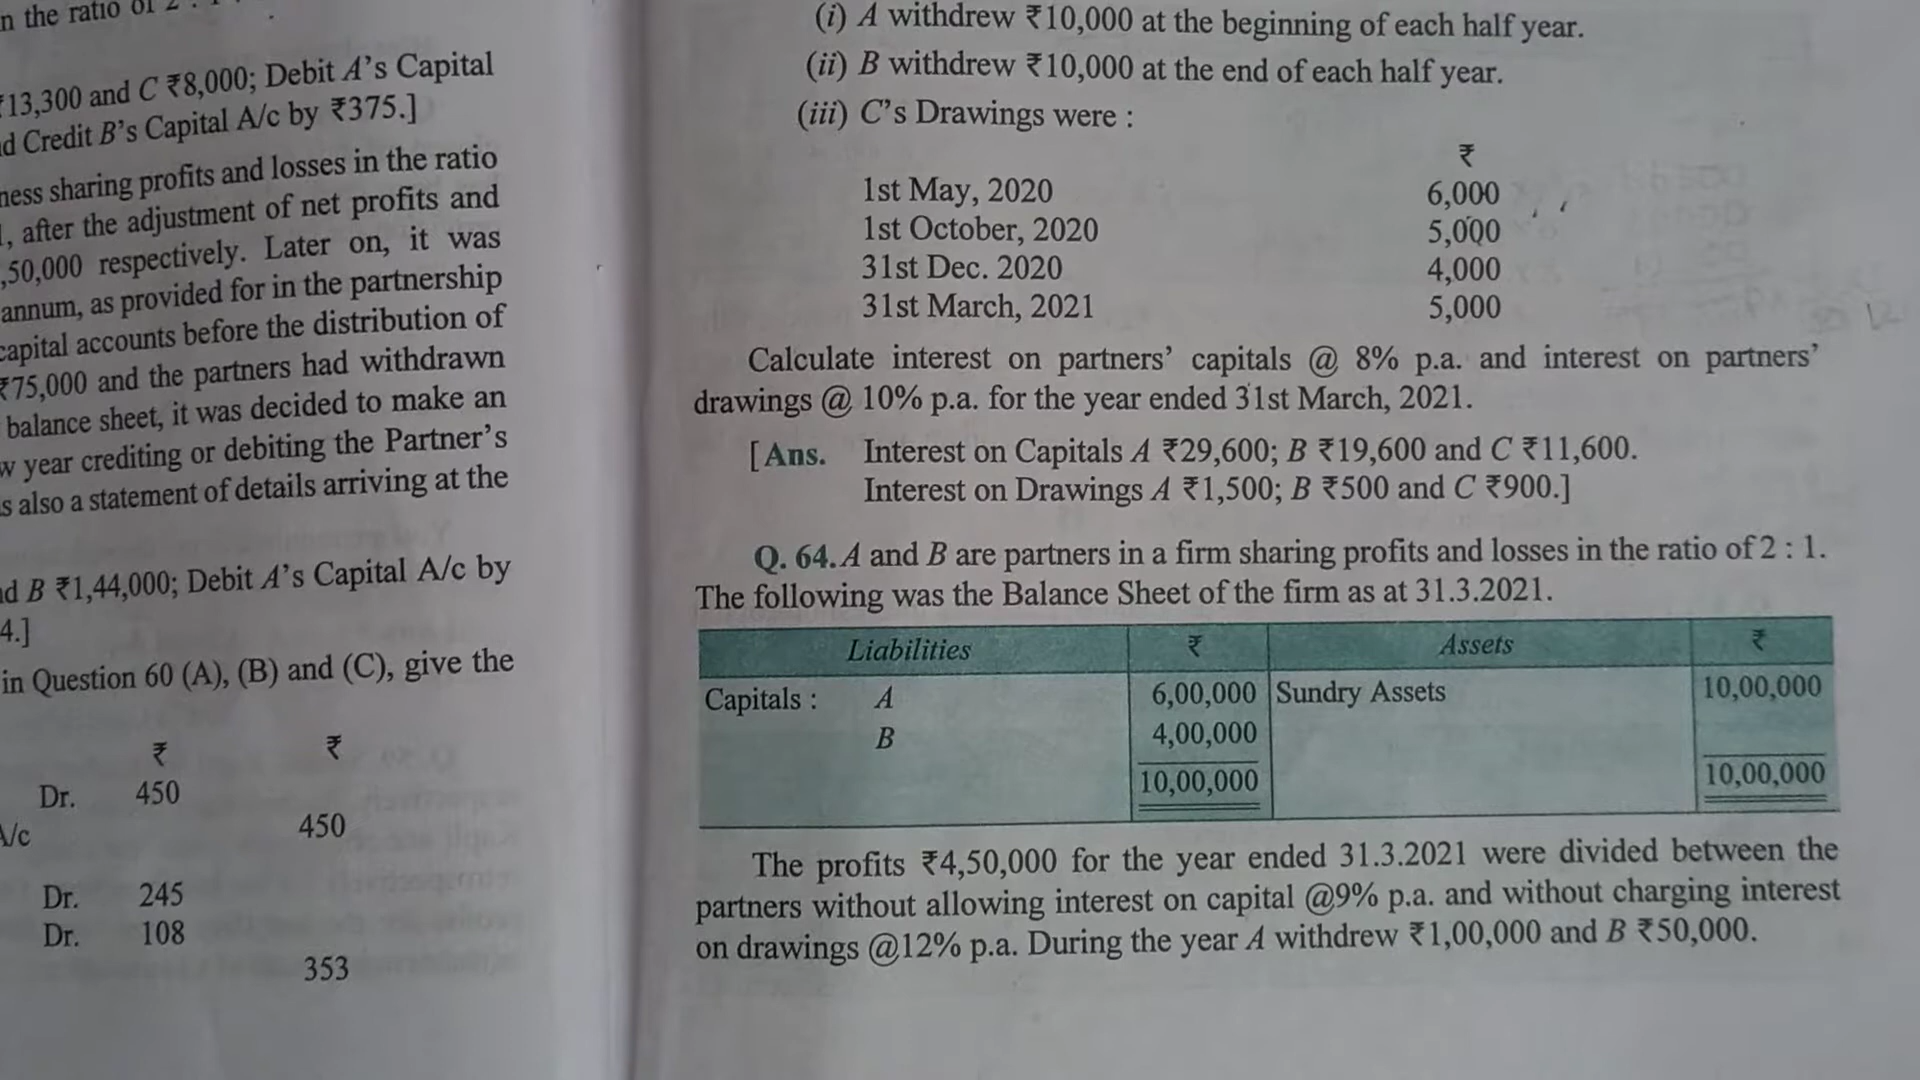 n the ratio of 2 :
₹13,300 and C ₹8,000; Debit A's Capital
d Credit B's Capital A/c by ₹375.]
ness sharing profits and losses in the ratio
, after the adjustment of net profits and
,50,000 respectively. Later on, it was
annum, as provided for in the partnership
capital accounts before the distribution of
₹75,000 and the partners had withdrawn
balance sheet, it was decided to make an
w year crediting or debiting the Partner's
s also a statement of details arriving at the
d B ₹1,44,000; Debit A's Capital A/c by
4.]
in Question 60 (A), (B) and (C), give the
₹ ₹
Dr. 450
A/c 450
Dr. 245
Dr. 108
353
(i) A withdrew ₹10,000 at the beginning of each half year.
(ii) B withdrew ₹10,000 at the end of each half year.
(iii) C's Drawings were :
₹
1st May, 2020 6,000
1st October, 2020 5,000
31st Dec. 2020 4,000
31st March, 2021 5,000
Calculate interest on partners' capitals @ 8% p.a. and interest on partners'
drawings @ 10% p.a. for the year ended 31st March, 2021.
[Ans. Interest on Capitals A ₹29,600; B ₹19,600 and C ₹11,600.
Interest on Drawings A ₹1,500; B ₹500 and C ₹900.]
Q. 64. A and B are partners in a firm sharing profits and losses in the ratio of 2 : 1.
The following was the Balance Sheet of the firm as at 31.3.2021.
Liabilities ₹ Assets ₹
Capitals : A 6,00,000 Sundry Assets 10,00,000
B 4,00,000
10,00,000 10,00,000
The profits ₹4,50,000 for the year ended 31.3.2021 were divided between the
partners without allowing interest on capital @9% p.a. and without charging interest
on drawings @12% p.a. During the year A withdrew ₹1,00,000 and B ₹50,000.